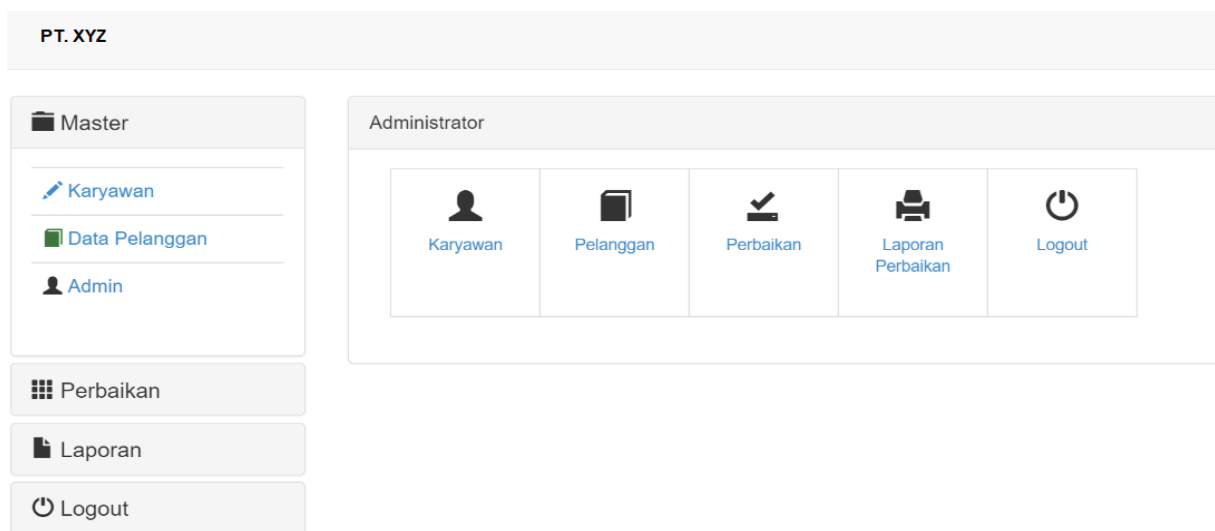 PT. XYZ
Master
Karyawan
Data Pelanggan
Admin
Perbaikan
Laporan
Logout
Administrator
Karyawan
Pelanggan
Perbaikan
Laporan
Perbaikan
Logout